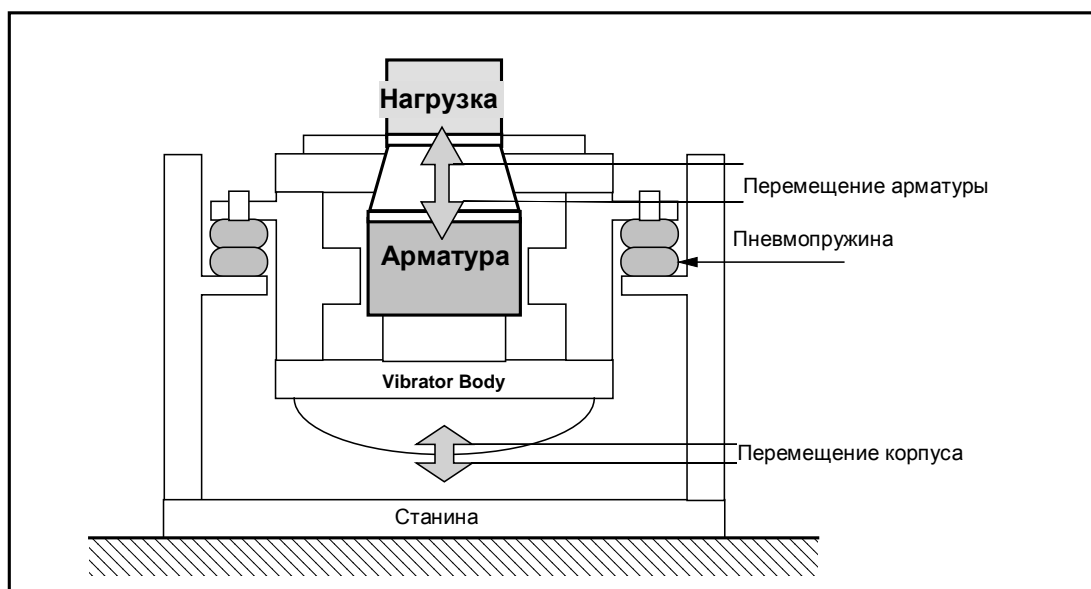 Нагрузка
Перемещение арматуры
Пневмопружина
Арматура
Vibrator Body
Перемещение корпуса
Станина